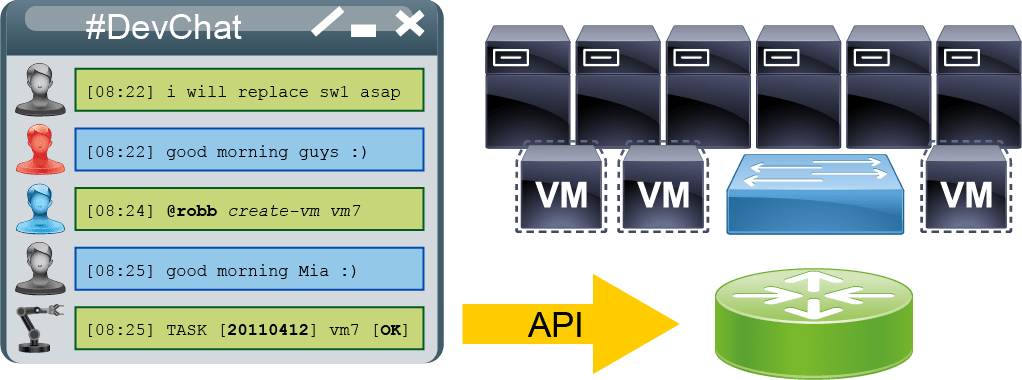 #DevChat
[08:22] i will replace sw1 asap
[08:22] good morning guys :)
[08:24] @robb create-vm vm7
[08:25] good morning Mia :)
[08:25] TASK [20110412] vm7 [OK]
VM
VM
VM
API